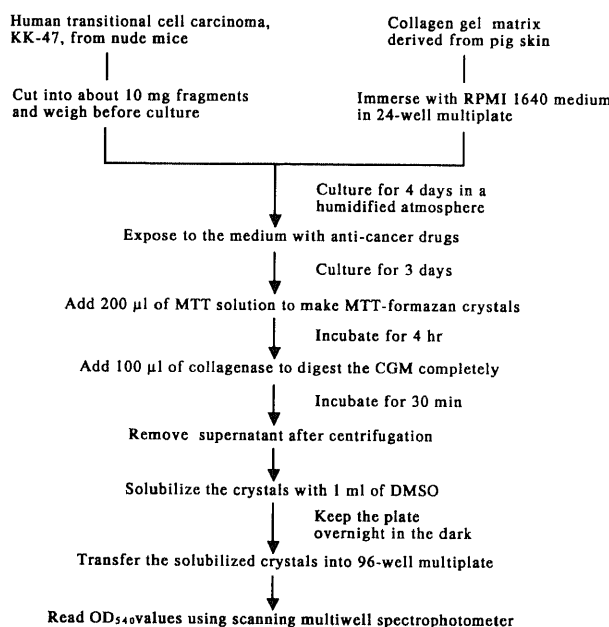 Human transitional cell carcinoma,
KK-47, from nude mice
Collagen gel matrix
derived from pig skin
Cut into about 10 mg fragments
and weigh before culture
Immerse with RPMI 1640 medium
in 24-well multiplate
Culture for 4 days in a
humidified atmosphere
Expose to the medium with anti-cancer drugs
Culture for 3 days
Add 200 µl of MTT solution to make MTT-formazan crystals
Incubate for 4 hr
Add 100 µl of collagenase to digest the CGM completely
Incubate for 30 min
Remove supernatant after centrifugation
Solubilize the crystals with 1 ml of DMSO
Keep the plate
overnight in the dark
Transfer the solubilized crystals into 96-well multiplate
Read OD₅₄₀values using scanning multiwell spectrophotometer